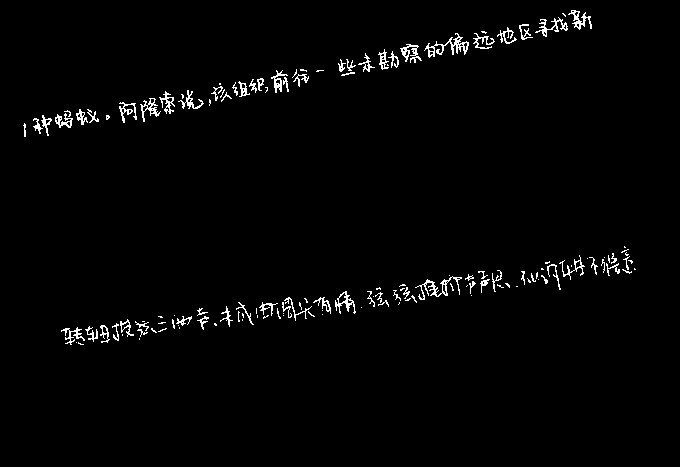 种蚂蚁。阿隆索说,该组织前往一些未勘察的偏远地区寻找新
转轴拨弦三两声,未成曲调先有情.弦弦掩抑声声思.似诉平生不得意